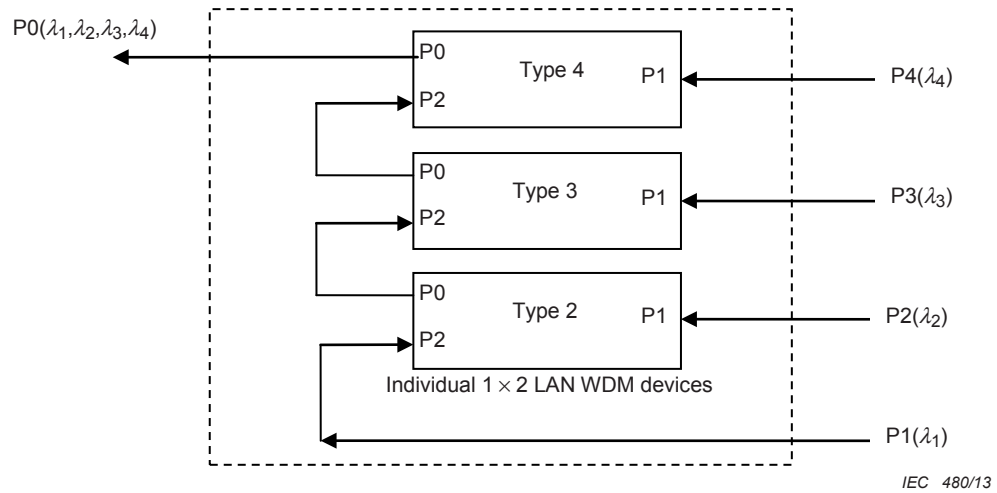 P0(λ1,λ2,λ3,λ4)
P0
Type 4
P1
P4(λ4)
P2
P0
Type 3
P1
P3(λ3)
P2
P0
Type 2
P1
P2(λ2)
P2
Individual 1 × 2 LAN WDM devices
P1(λ1)
IEC 480/13